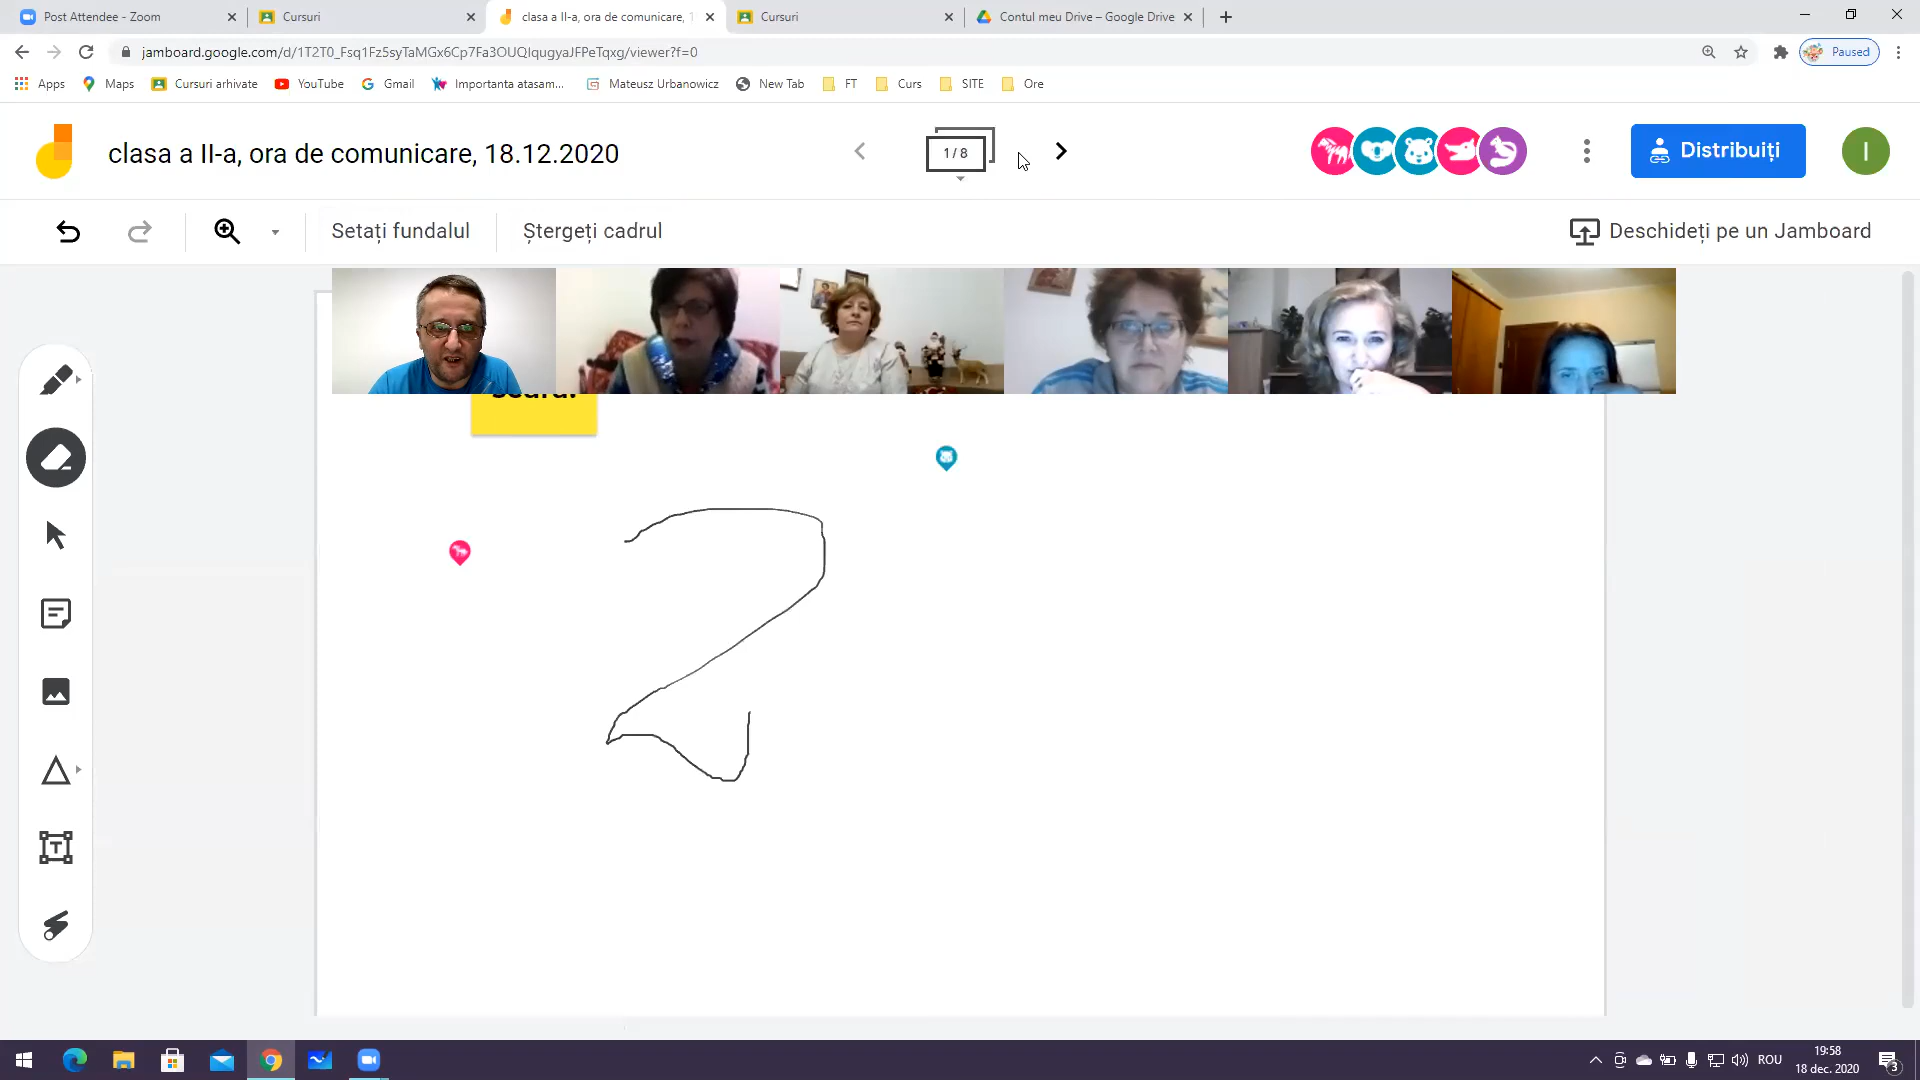 Post Attendee - Zoom
Cursuri
clasa a II-a, ora de comunicare, 1
Cursuri
Contul meu Drive – Google Drive
jamboard.google.com/d/1T2T0_Fsq1Fz5syTaMGx6Cp7Fa3OUQIqugyaJFPeTqxg/viewer?f=0
Paused
Apps
Maps
Cursuri arhivate
YouTube
Gmail
Importanta atasam...
Mateusz Urbanowicz
New Tab
FT
Curs
SITE
Ore
clasa a II-a, ora de comunicare, 18.12.2020
1 / 8
Distribuiți
I
Setați fundalul
Ștergeți cadrul
Deschideți pe un Jamboard
T
ROU
19:58
18 dec. 2020
3